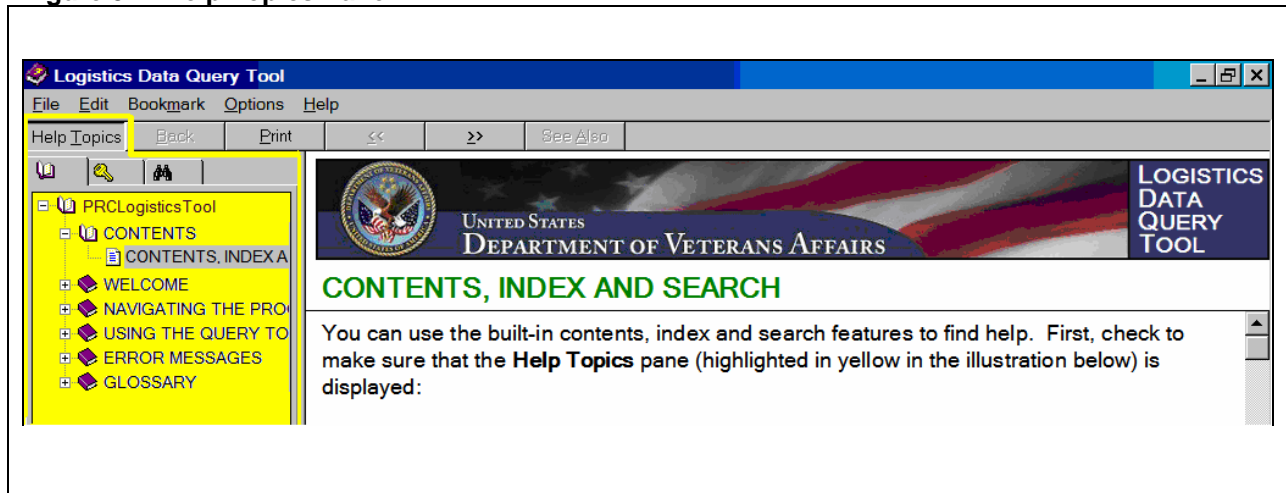 Logistics Data Query Tool
File Edit Bookmark Options Help
Help Topics Back Print << >> See Also
PRCLogisticsTool
CONTENTS
CONTENTS, INDEX A
WELCOME
NAVIGATING THE PRO
USING THE QUERY TO
ERROR MESSAGES
GLOSSARY
UNITED STATES
DEPARTMENT OF VETERANS AFFAIRS
LOGISTICS
DATA
QUERY
TOOL
CONTENTS, INDEX AND SEARCH
You can use the built-in contents, index and search features to find help. First, check to
make sure that the Help Topics pane (highlighted in yellow in the illustration below) is
displayed: